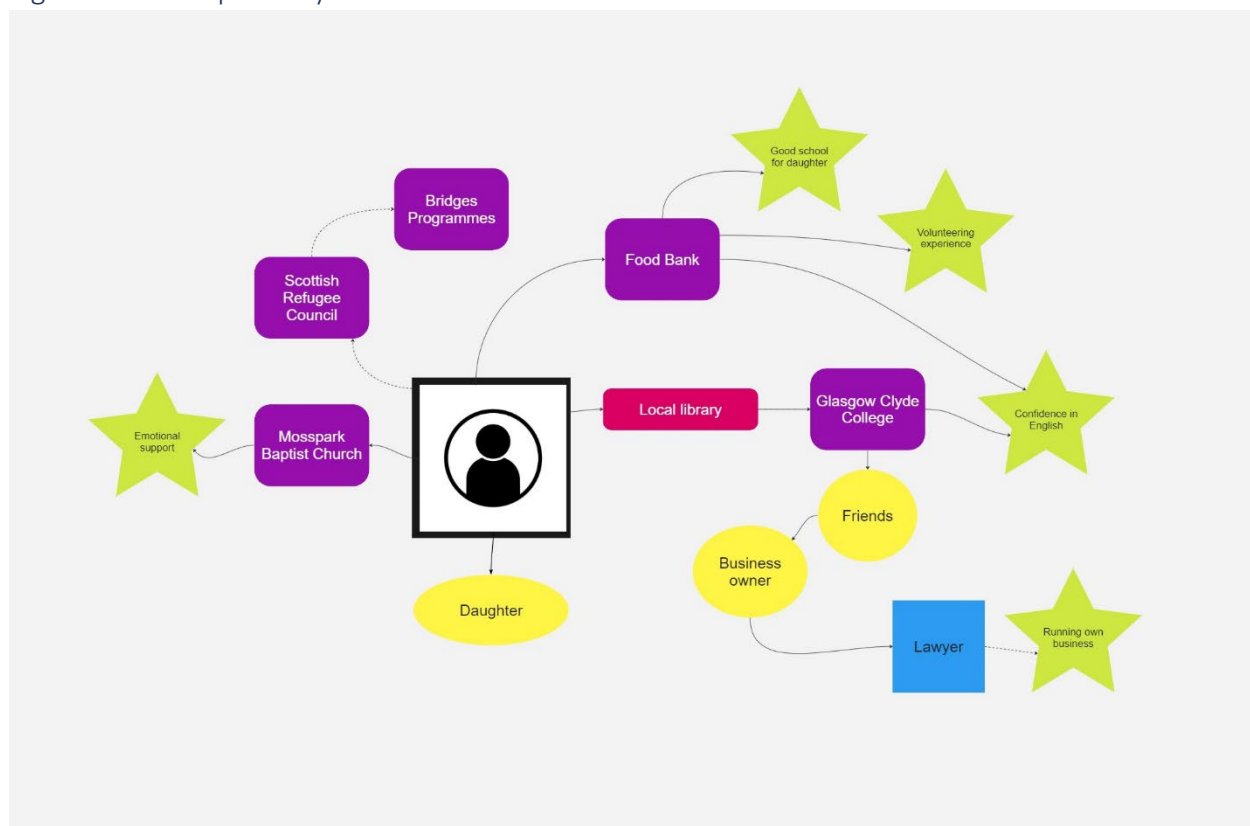 Good school
for daughter
Bridges
Programmes
Volunteering
experience
Food Bank
Scottish
Refugee
Council
Local library
Glasgow Clyde
College
Confidence in
English
Emotional
support
Mosspark
Baptist Church
Friends
Business
owner
Daughter
Lawyer
Running own
business